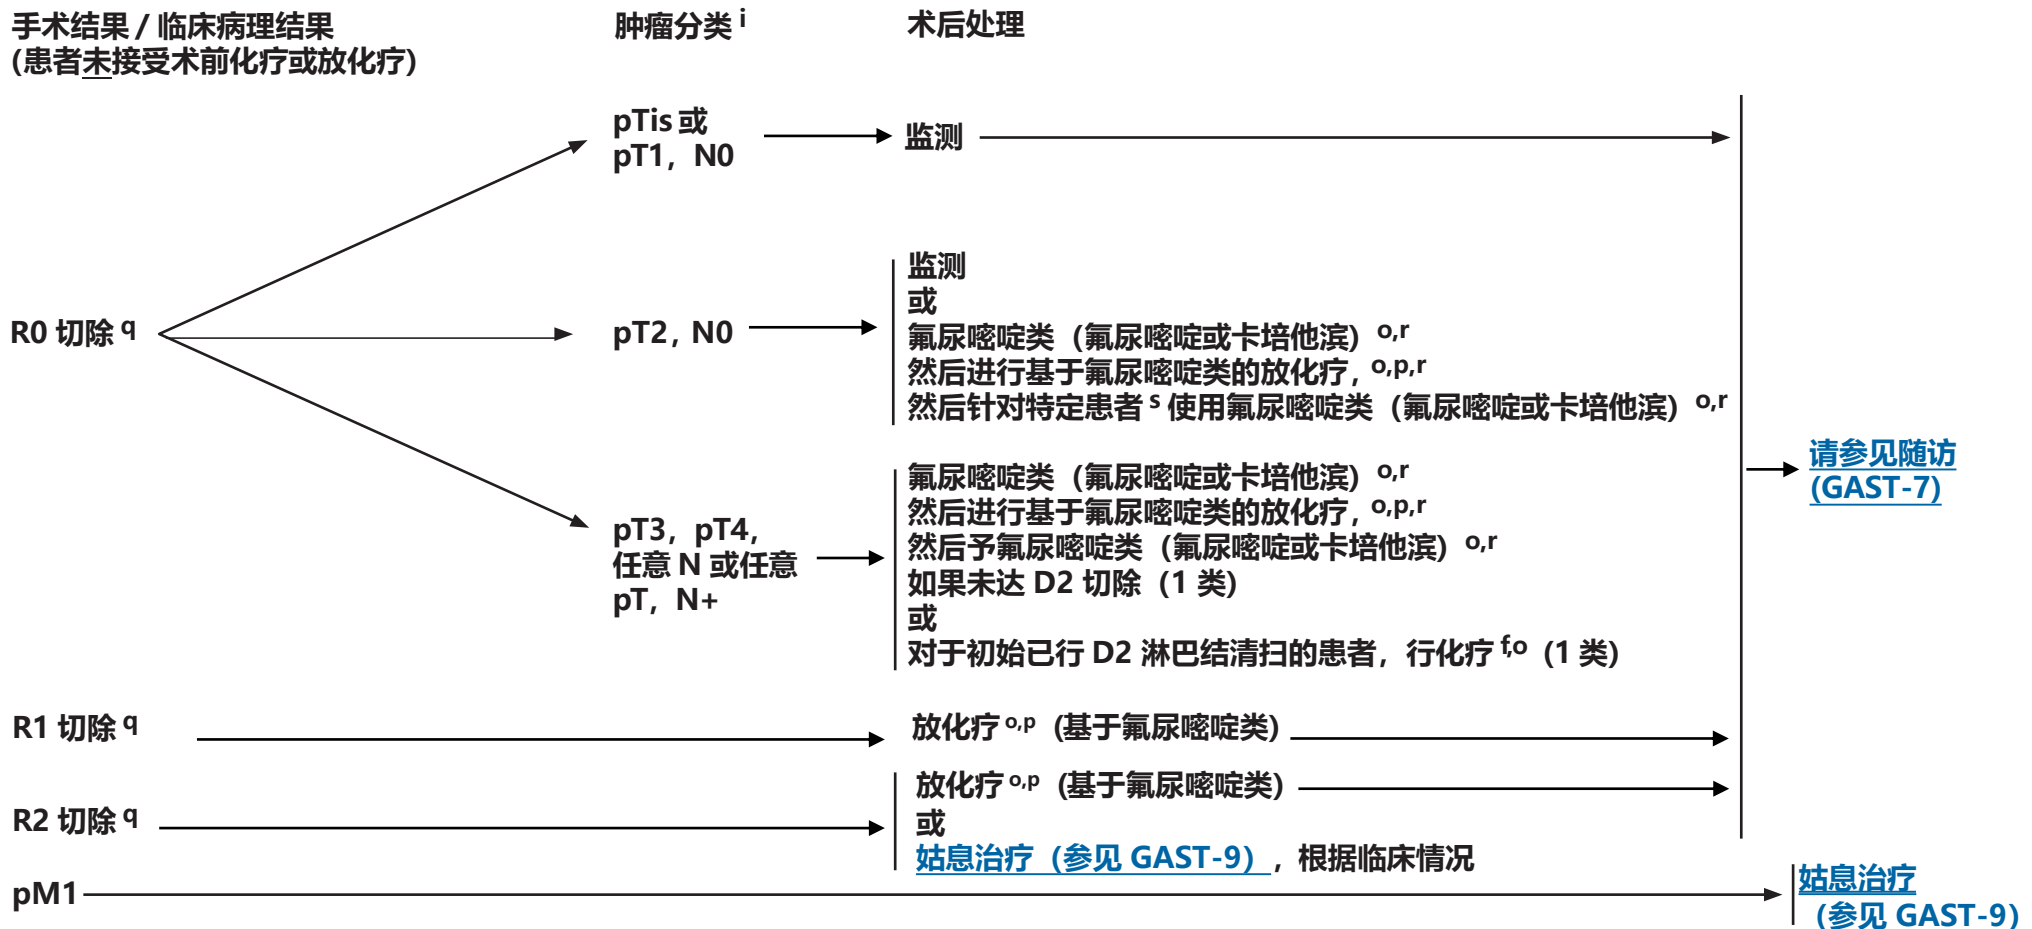 手术结果 / 临床病理结果
(患者未接受术前化疗或放化疗)
肿瘤分类 i
术后处理
pTis 或
pT1，N0
监测
R0 切除 q
pT2, N0
监测
或
氟尿嘧啶类（氟尿嘧啶或卡培他滨）o,r
然后进行基于氟尿嘧啶类的放化疗, o,p,r
然后针对特定患者 s 使用氟尿嘧啶类（氟尿嘧啶或卡培他滨）o,r
pT3，pT4，
任意 N 或任意
pT，N+
氟尿嘧啶类（氟尿嘧啶或卡培他滨）o,r
然后进行基于氟尿嘧啶类的放化疗, o,p,r
然后予氟尿嘧啶类（氟尿嘧啶或卡培他滨）o,r
如果未达 D2 切除（1 类）
或
对于初始已行 D2 淋巴结清扫的患者，行化疗 f,o（1 类）
请参见随访
(GAST-7)
R1 切除 q
放化疗 o,p (基于氟尿嘧啶类)
R2 切除 q
放化疗 o,p (基于氟尿嘧啶类)
或
姑息治疗（参见 GAST-9），根据临床情况
pM1
姑息治疗
（参见 GAST-9）